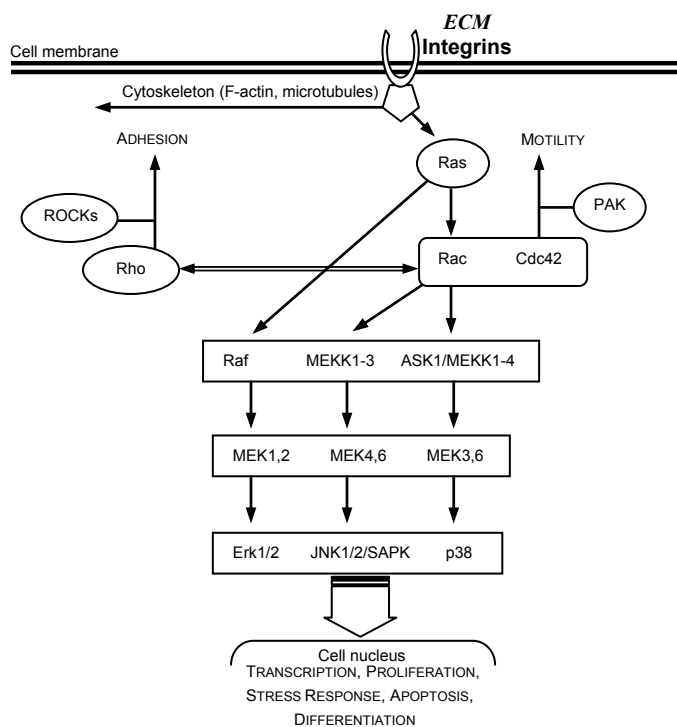 ECM
Integrins
Cell membrane
Cytoskeleton (F-actin, microtubules)
ADHESION
MOTILITY
Ras
ROCKs
PAK
Rho
Rac Cdc42
Raf MEKK1-3 ASK1/MEKK1-4
MEK1,2 MEK4,6 MEK3,6
Erk1/2 JNK1/2/SAPK p38
Cell nucleus
TRANSCRIPTION, PROLIFERATION,
STRESS RESPONSE, APOPTOSIS,
DIFFERENTIATION